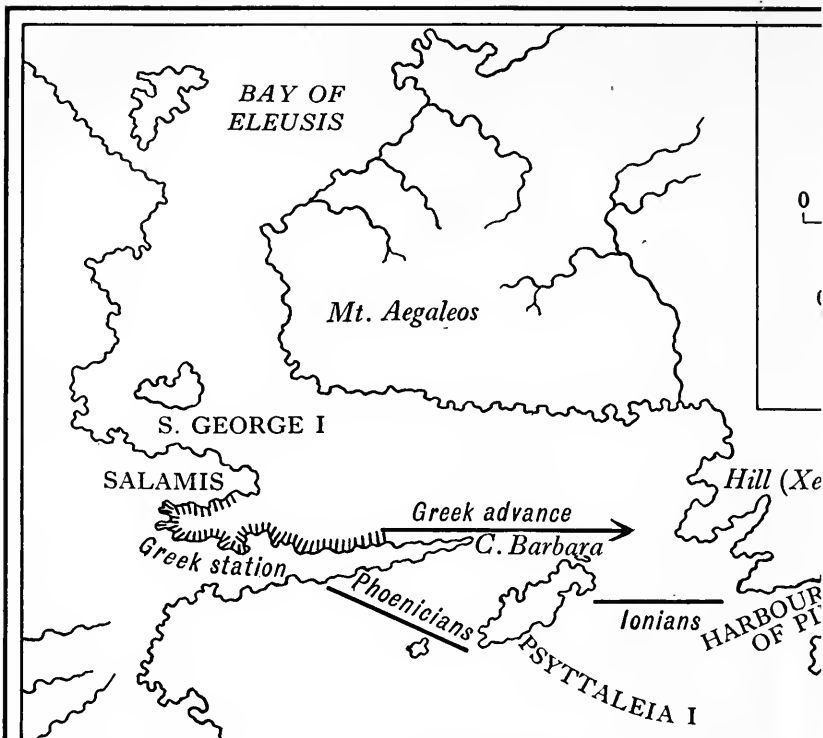 BAY OF
ELEUSIS
0
Mt. Aegaleos
S. GEORGE I
SALAMIS
Hill (Xe
Greek advance
C. Barbara
Greek station
Phoenicians
Ionians
HARBOUR
OF PI
PSYTTALEIA I